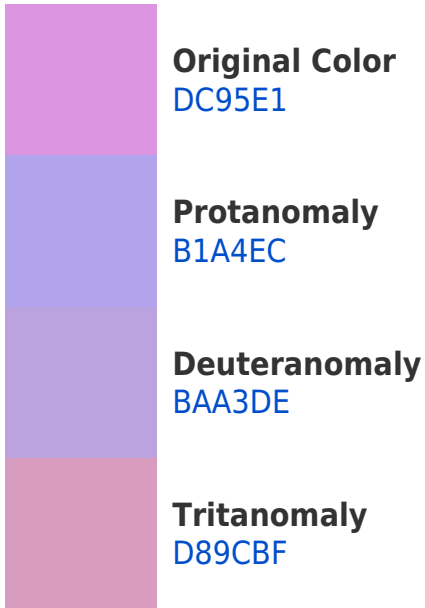 Original Color
DC95E1
Protanomaly
B1A4EC
Deuteranomaly
BAA3DE
Tritanomaly
D89CBF